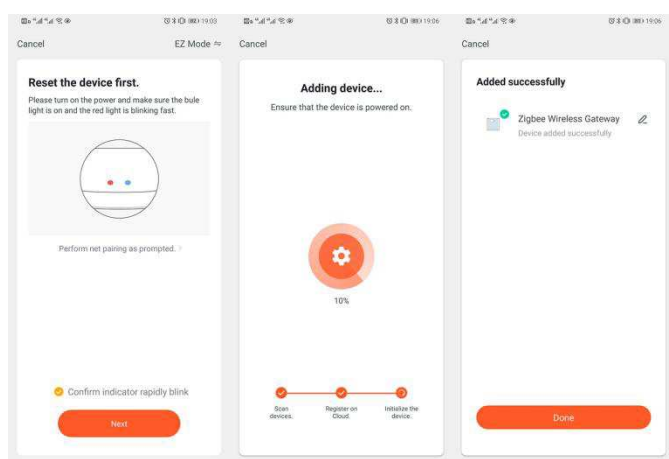 19:03
Cancel
EZ Mode
Reset the device first.
Please turn on the power and make sure the bule
light is on and the red light is blinking fast.
Perform net pairing as prompted.
Confirm indicator rapidly blink
Next
19:06
Cancel
Adding device...
Ensure that the device is powered on.
10%
Scan
devices.
Register on
Cloud.
Initialize the
device.
19:06
Cancel
Added successfully
Zigbee Wireless Gateway
Device added successfully
Done